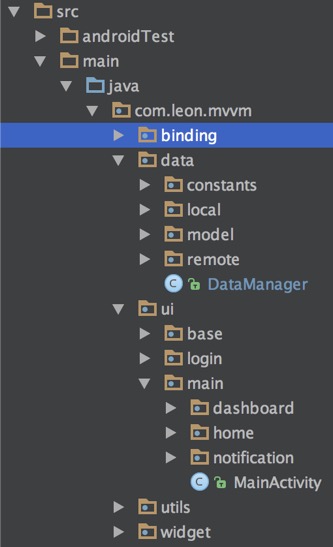 src
androidTest
main
java
com.leon.mvvm
binding
data
constants
local
model
remote
C DataManager
ui
base
login
main
dashboard
home
notification
C MainActivity
utils
widget